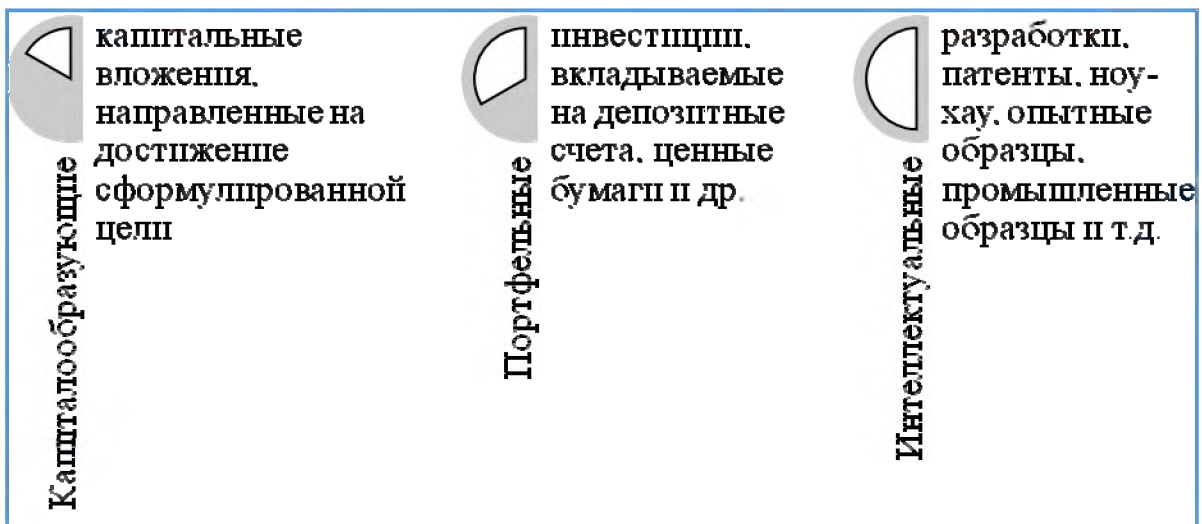 Капиталообразующие
капитальные
вложения,
направленные на
достижение
сформулированной
цели
Портфельные
инвестиции,
вкладываемые
на депозитные
счета, ценные
бумаги и др.
Интеллектуальные
разработки,
патенты, ноу-
хау, опытные
образцы,
промышленные
образцы и т.д.